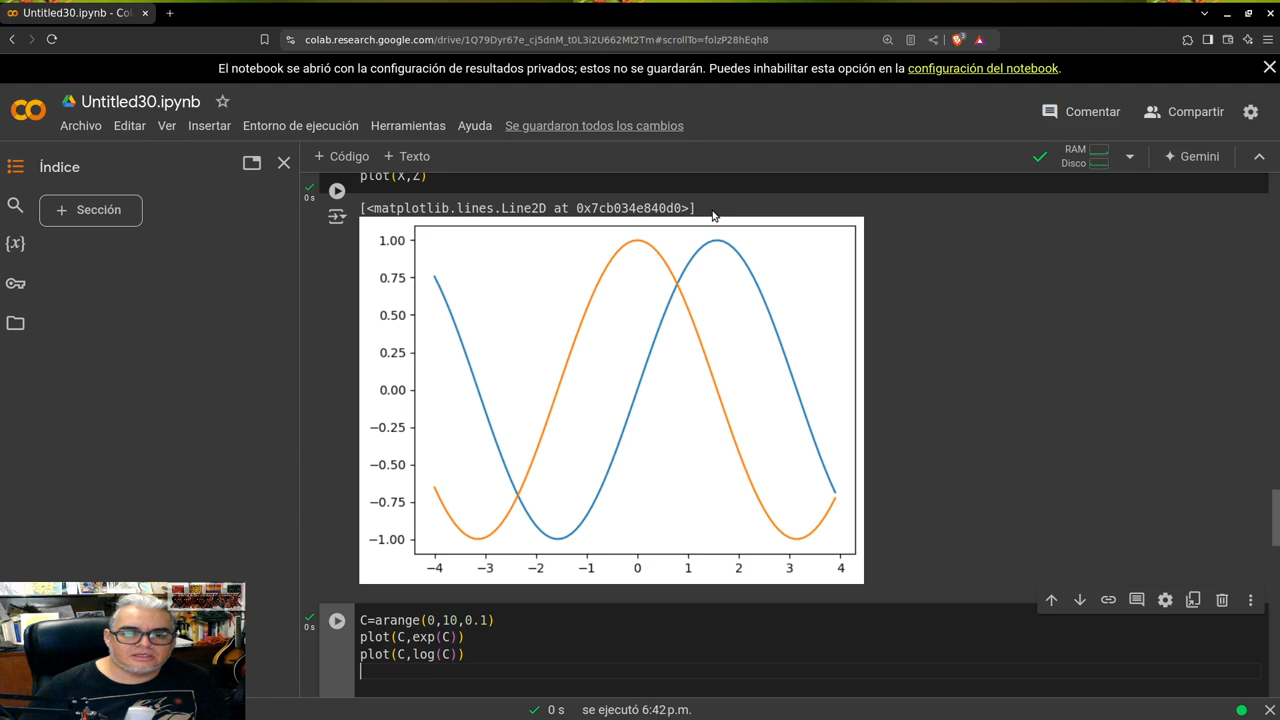 Untitled30.ipynb - Col
colab.research.google.com/drive/1Q79Dyr67e_cj5dnM_t0L3i2U662Mt2Tm#scrollTo=folzP28hEqh8
El notebook se abrió con la configuración de resultados privados; estos no se guardarán. Puedes inhabilitar esta opción en la configuración del notebook.
Untitled30.ipynb
Comentar
Compartir
Archivo Editar Ver Insertar Entorno de ejecución Herramientas Ayuda Se guardaron todos los cambios
Índice
+ Código + Texto
RAM
Disco
Gemini
+ Sección
plot(X,Z)
0s
[<matplotlib.lines.Line2D at 0x7cb034e840d0>]
1.00
0.75
0.50
0.25
0.00
−0.25
−0.50
−0.75
−1.00
−4 −3 −2 −1 0 1 2 3 4
0s
C=arange(0,10,0.1)
plot(C,exp(C))
plot(C,log(C))
0 s se ejecutó 6:42 p.m.